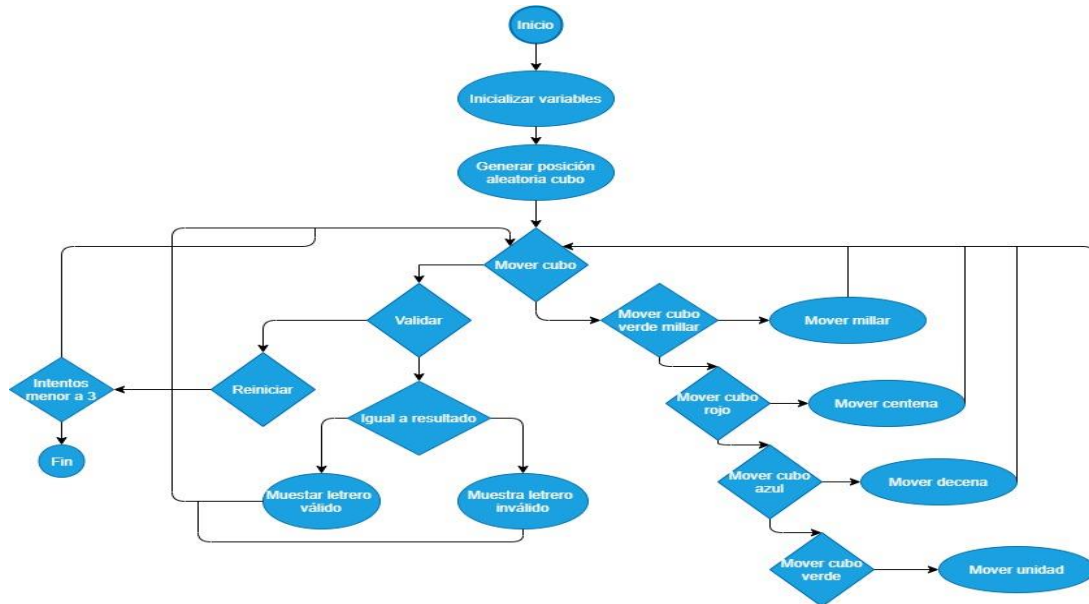 Inicio
Inicializar variables
Generar posición
aleatoria cubo
Mover cubo
Validar
Mover cubo
verde millar
Mover millar
Intentos
menor a 3
Reiniciar
Mover cubo
rojo
Mover centena
Igual a resultado
Fin
Muestar letrero
válido
Muestra letrero
inválido
Mover cubo
azul
Mover decena
Mover cubo
verde
Mover unidad